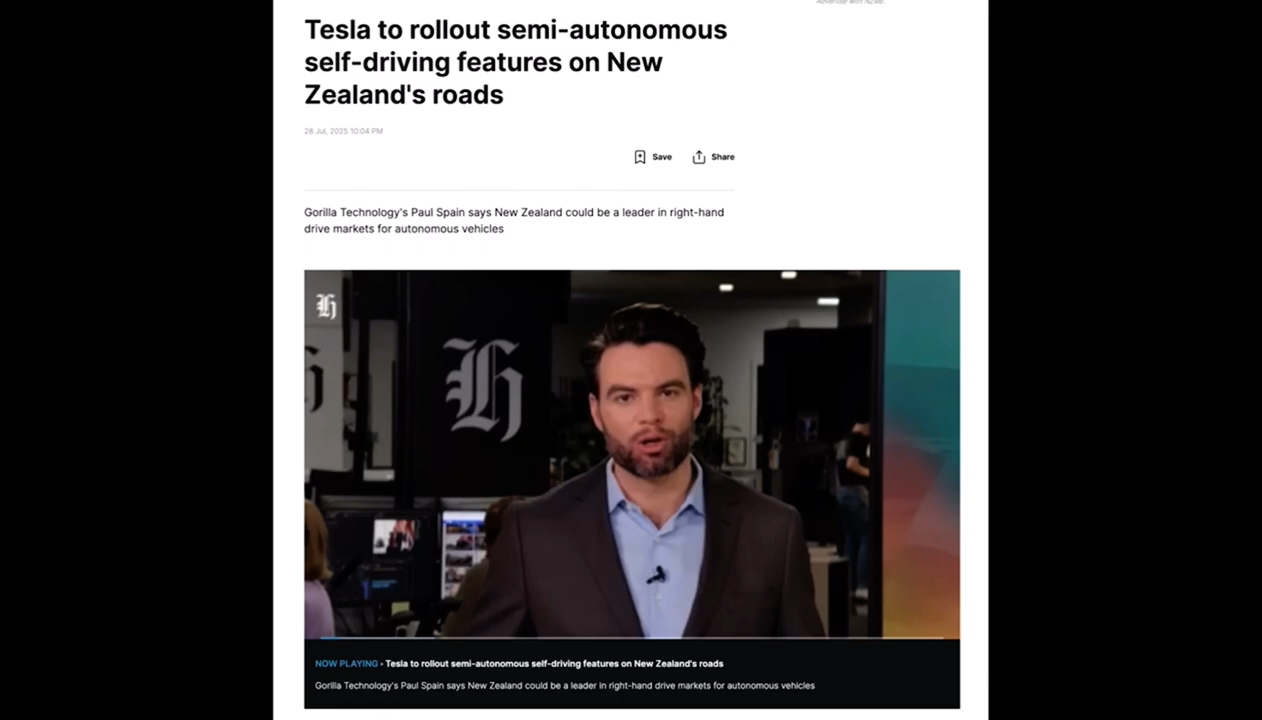 Advertise with NZME.
Tesla to rollout semi-autonomous
self-driving features on New
Zealand's roads
28 Jul, 2025 10:04 PM
Save
Share
Gorilla Technology's Paul Spain says New Zealand could be a leader in right-hand
drive markets for autonomous vehicles
NOW PLAYING • Tesla to rollout semi-autonomous self-driving features on New Zealand's roads
Gorilla Technology's Paul Spain says New Zealand could be a leader in right-hand drive markets for autonomous vehicles